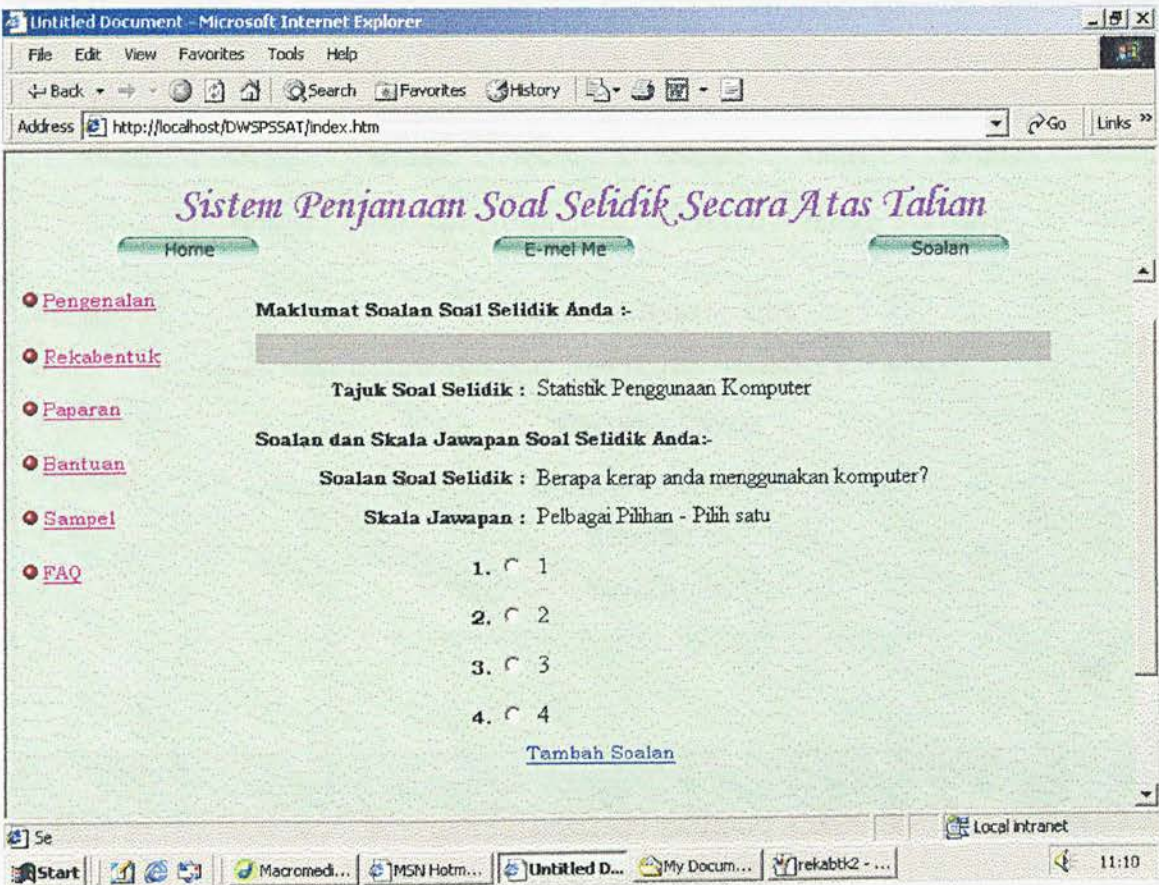 Untitled Document - Microsoft Internet Explorer
File Edit View Favorites Tools Help
Back Search Favorites History
Address http://localhost/DWSPSSAT/index.htm Go Links »
Sistem Penjanaan Soal Selidik Secara Atas Talian
Home E-mel Me Soalan
Pengenalan
Maklumat Soalan Soal Selidik Anda :-
Rekabentuk
Tajuk Soal Selidik : Statistik Penggunaan Komputer
Paparan
Soalan dan Skala Jawapan Soal Selidik Anda:-
Bantuan
Soalan Soal Selidik : Berapa kerap anda menggunakan komputer?
Sampel
Skala Jawapan : Pelbagai Pilihan - Pilih satu
FAQ
1. 1
2. 2
3. 3
4. 4
Tambah Soalan
Se Local intranet
Start Macromedi... MSN Hotm... Untitled D... My Docum... rekabtk2 - ... 11:10